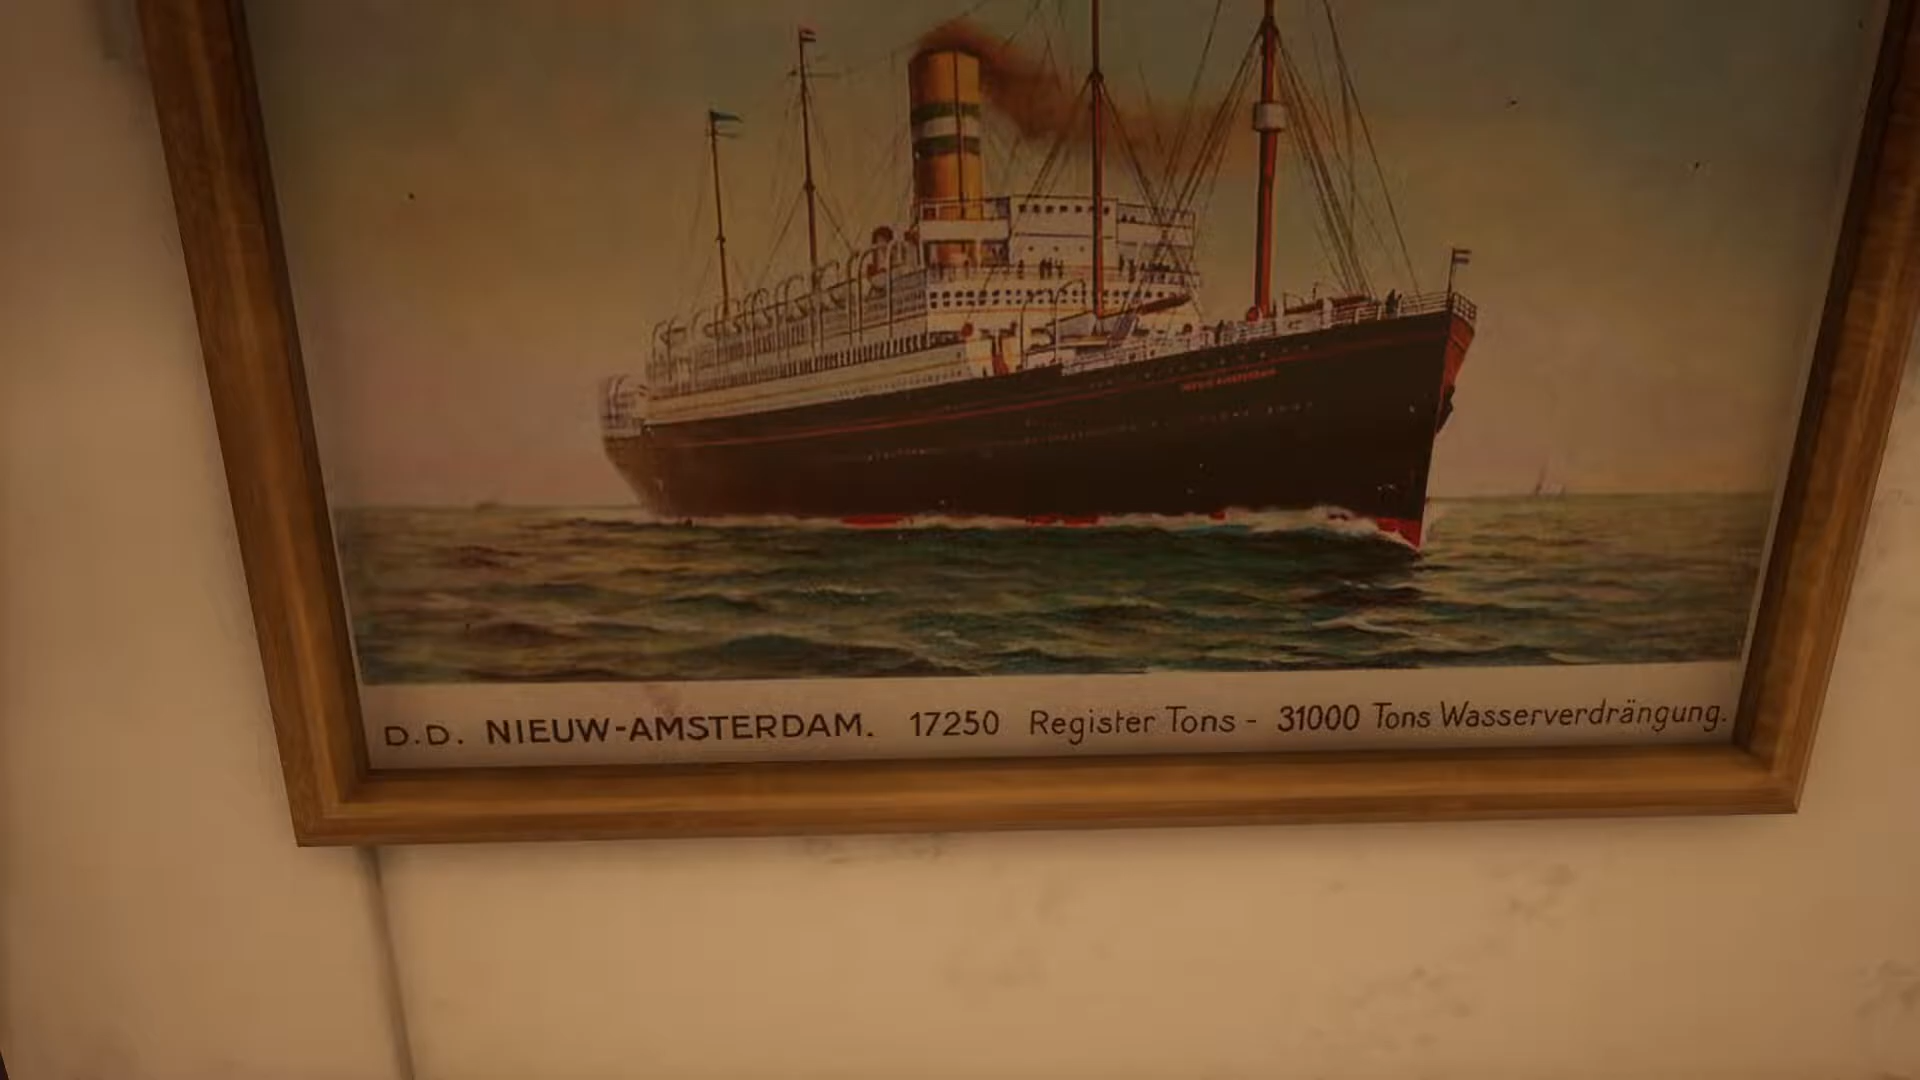 D.D. NIEUW-AMSTERDAM. 17250 Register Tons - 31000 Tons Wasserverdrängung.